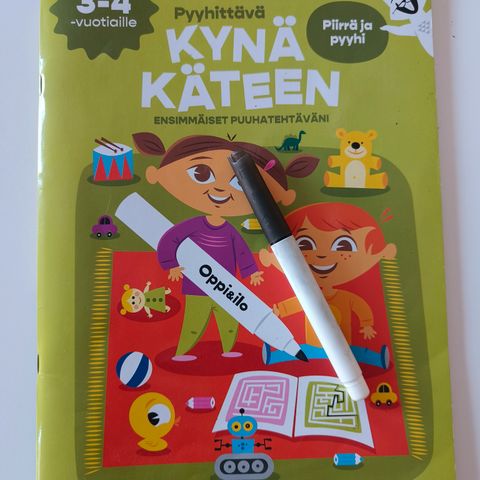 3-4
-vuotiaille
Pyyhittävä
KYNÄ
KÄTEEN
Piirrä ja
pyyhi
ENSIMMÄISET PUUHATEHTÄVÄNI
Oppi&ilo